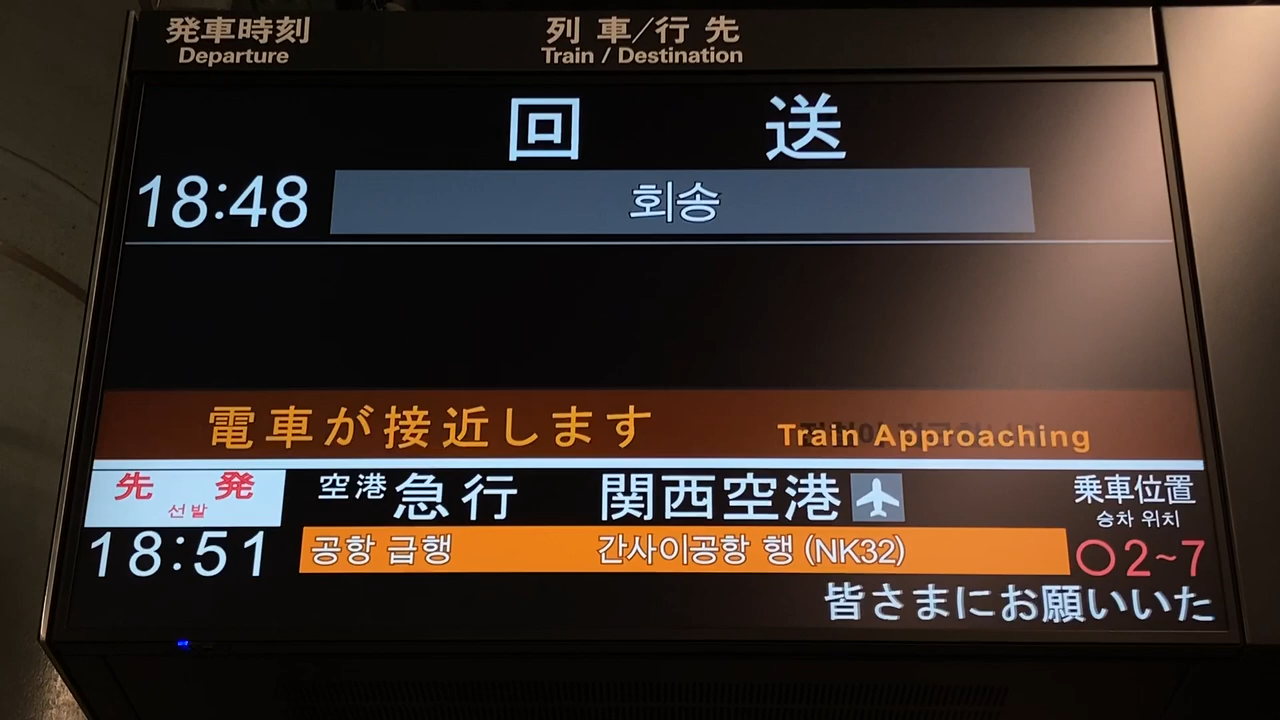 発車時刻 列車/行先
Departure Train / Destination
回送
18:48 회송
電車が接近します Train Approaching
先発 空港急行 関西空港 乗車位置
선발 승차 위치
18:51 공항 급행 간사이공항 행 (NK32) ○2~7
皆さまにお願いいた